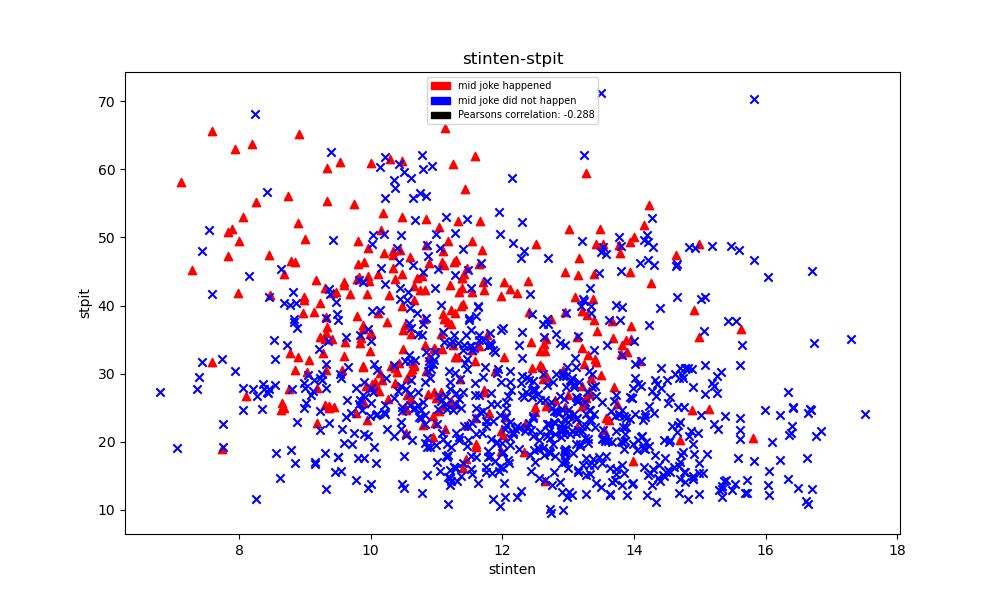 stinten-stpit
mid joke happened
mid joke did not happen
Pearsons correlation: -0.288
70
60
50
40
30
20
10
stpit
8 10 12 14 16 18
stinten